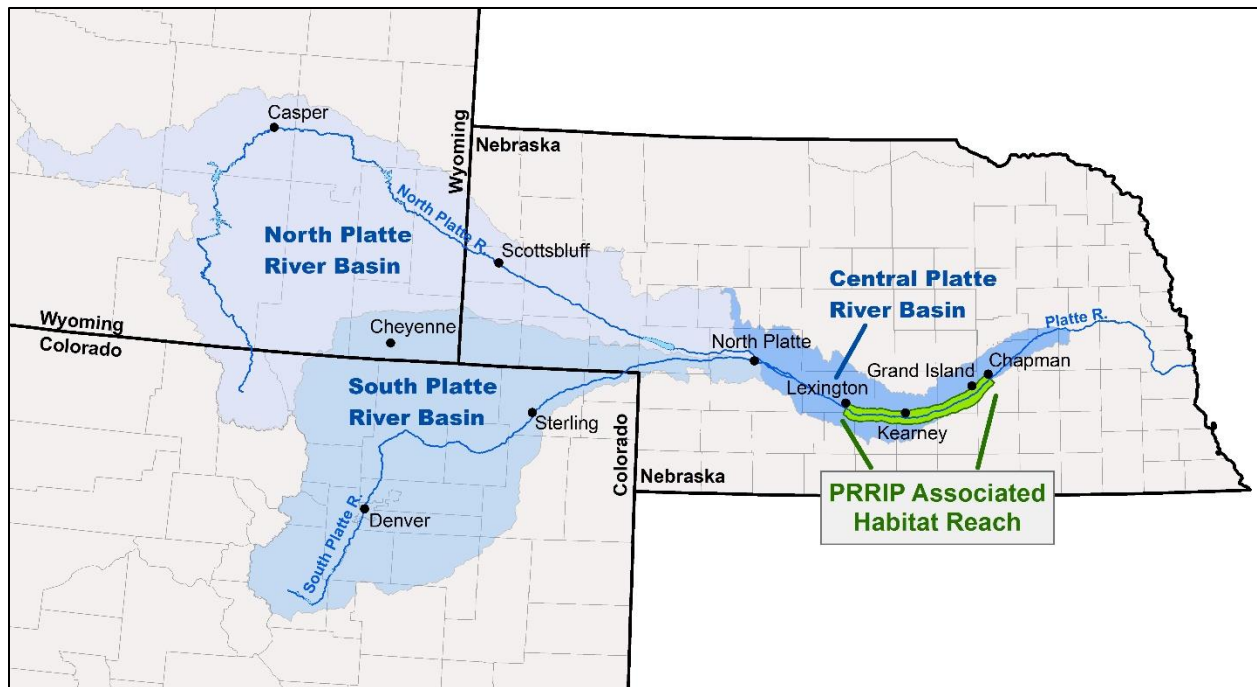 Casper
Wyoming
Nebraska
North Platte R.
North Platte
River Basin
Scottsbluff
Central Platte
River Basin
Platte R.
Wyoming
Colorado
Cheyenne
North Platte
Grand Island
Chapman
Lexington
Kearney
South Platte
River Basin
Sterling
Colorado
Nebraska
South Platte R.
Denver
PRRIP Associated
Habitat Reach